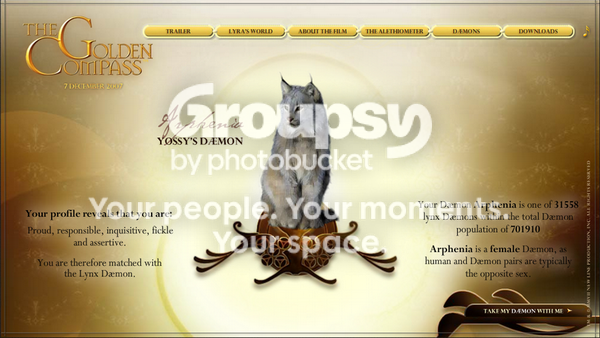 THE GOLDEN COMPASS
7 DECEMBER 2007
TRAILER
LYRA'S WORLD
ABOUT THE FILM
THE ALETHIOMETER
DÆMONS
DOWNLOADS
Arphenia
YØSSY'S DÆMON
Groupsy
by photobucket
Your people. Your moments.
Your space.
Your profile reveals that you are:
Proud, responsible, inquisitive, fickle
and assertive.
You are therefore matched with
the Lynx Dæmon.
Your Dæmon Arphenia is one of 31558
lynx Dæmons within the total Dæmon
population of 701910
Arphenia is a female Dæmon, as
human and Dæmon pairs are typically
the opposite sex.
TAKE MY DÆMON WITH ME